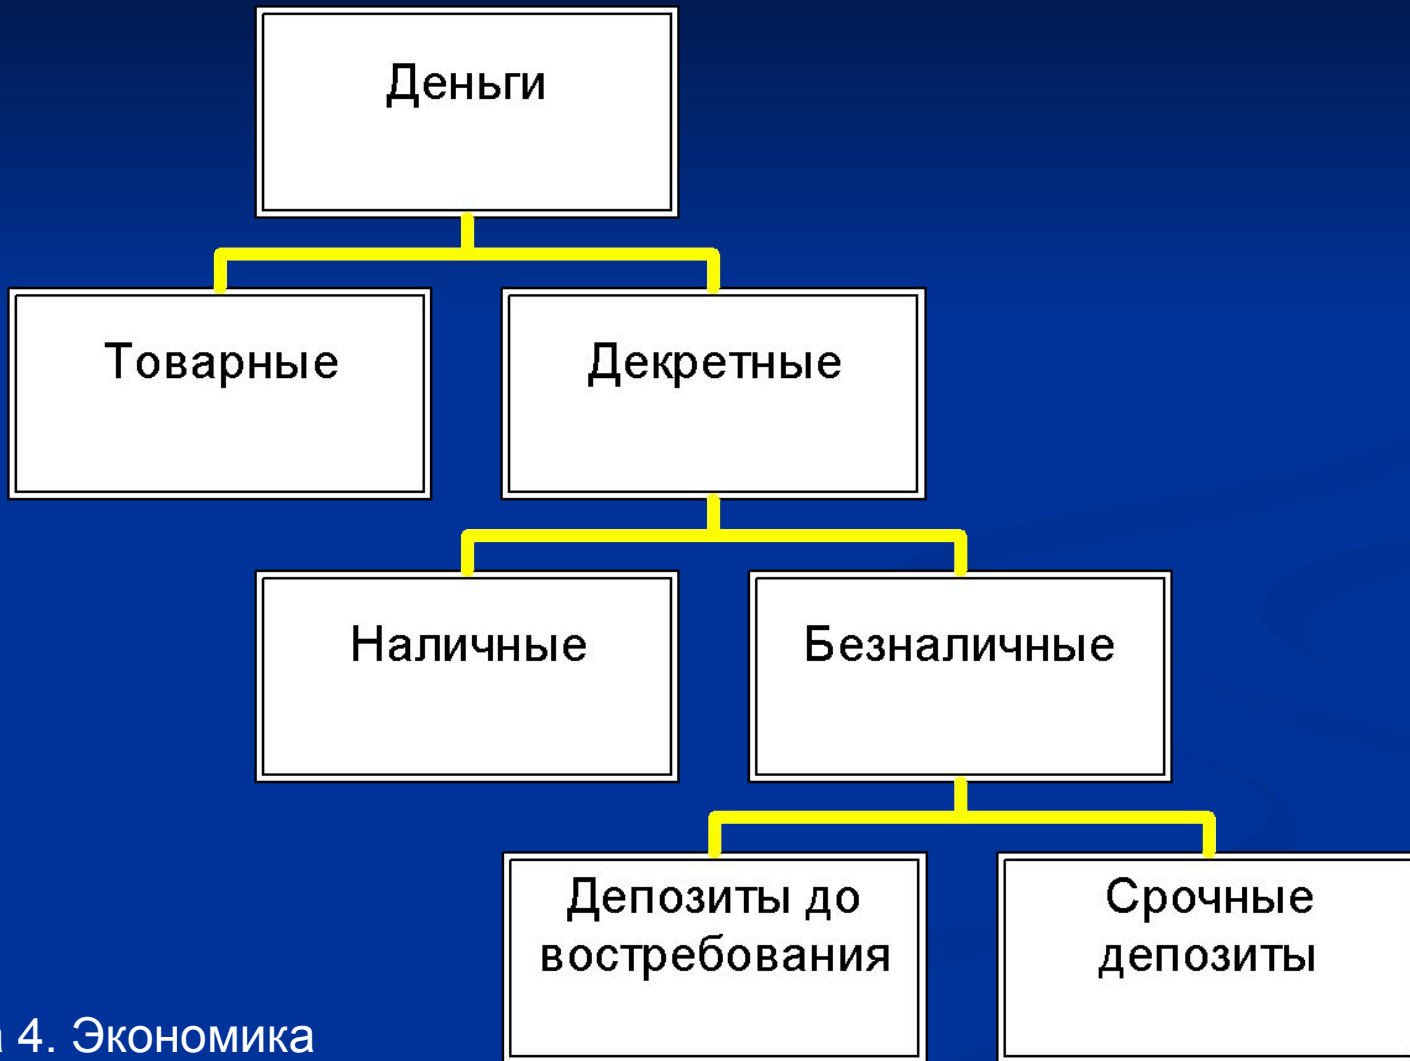 Деньги
Товарные
Декретные
Наличные
Безналичные
Депозиты до
востребования
Срочные
депозиты
4. Экономика